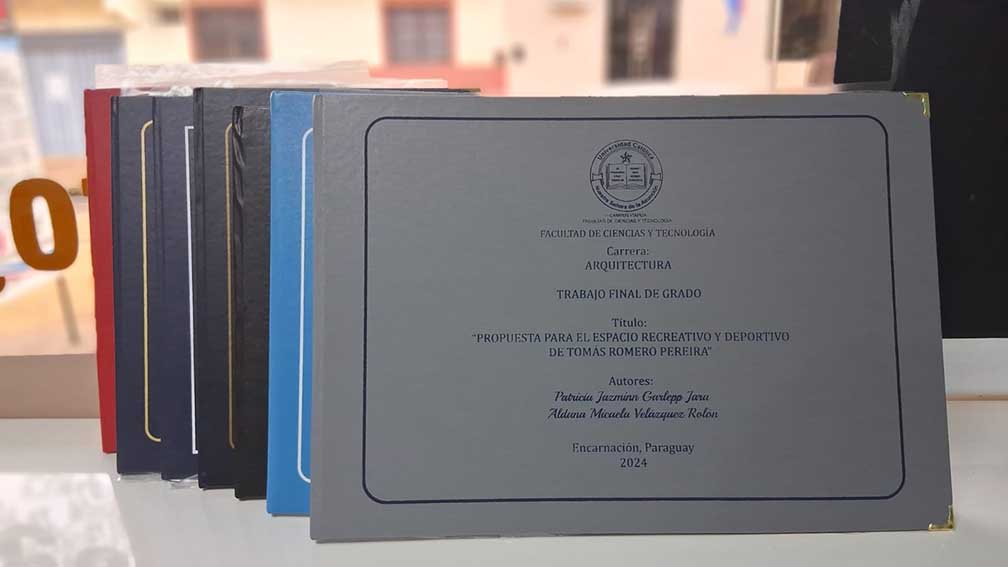 Universidad Católica
Nuestra Señora de la Asunción
CAMPUS ITAPÚA
FACULTAD DE CIENCIAS Y TECNOLOGÍA
FACULTAD DE CIENCIAS Y TECNOLOGÍA
Carrera:
ARQUITECTURA
TRABAJO FINAL DE GRADO
Título:
"PROPUESTA PARA EL ESPACIO RECREATIVO Y DEPORTIVO
DE TOMÁS ROMERO PEREIRA"
Autores:
Patricia Jazminn Garlepp Jara
Aldana Micaela Velázquez Rolón
Encarnación, Paraguay
2024